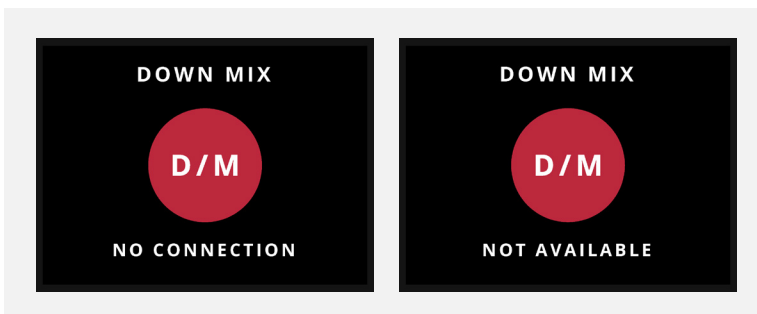 DOWN MIX
D/M
NO CONNECTION
DOWN MIX
D/M
NOT AVAILABLE